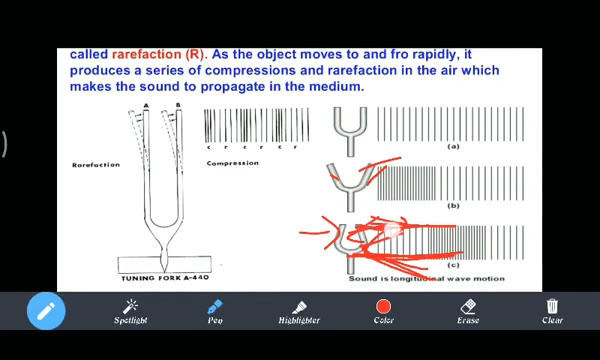 called rarefaction (R). As the object moves to and fro rapidly, it
produces a series of compressions and rarefaction in the air which
makes the sound to propagate in the medium.
A B
(a)
Rarefaction
Compression
C r C r C r
(b)
(c)
TUNING FORK A-440
Sound is longitudinal wave motion
Spotlight Pen Highlighter Color Erase Clear